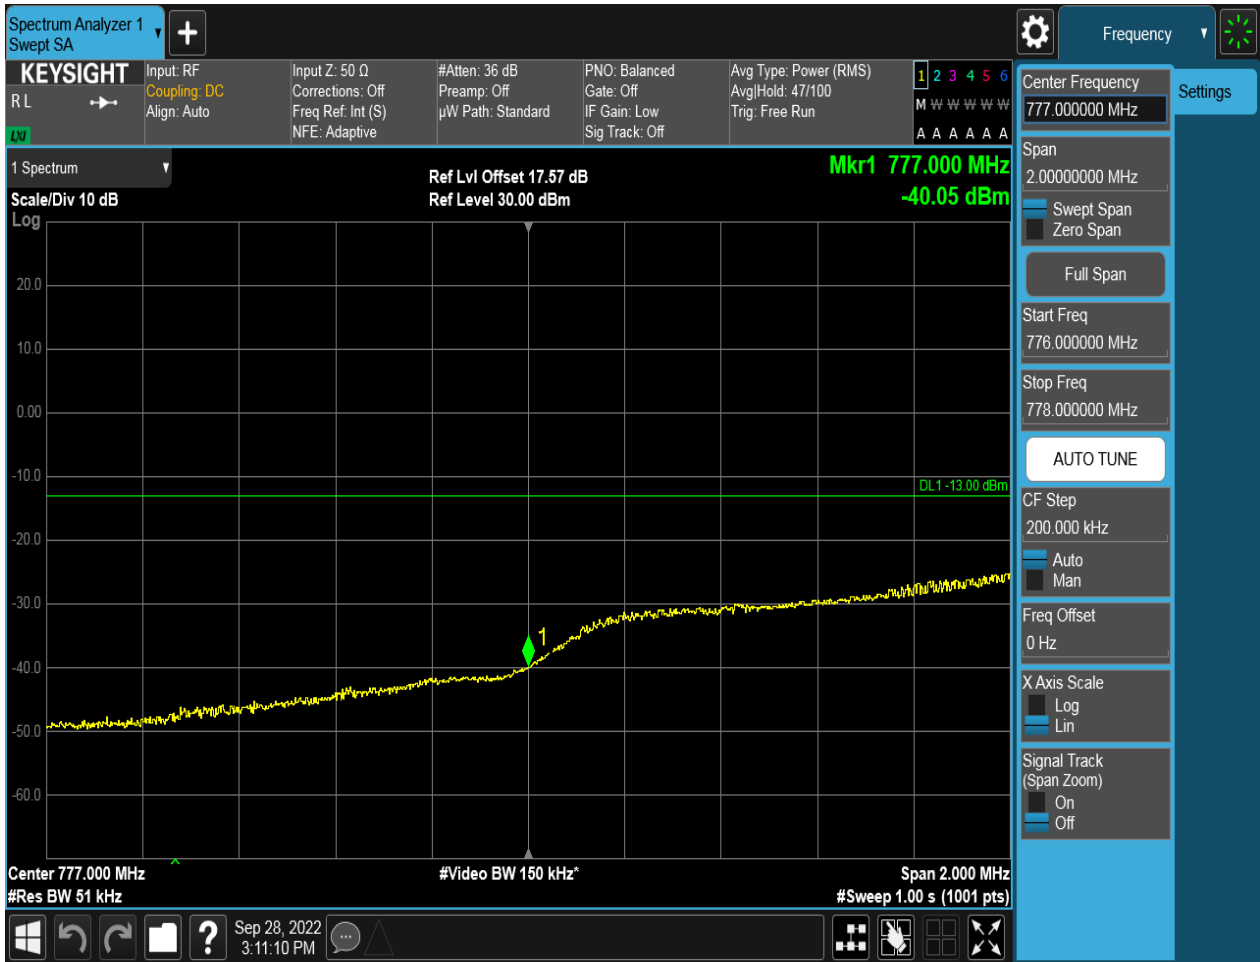 Spectrum Analyzer 1
Swept SA
+
Frequency
KEYSIGHT
R L
LXI
Input: RF
Coupling: DC
Align: Auto
Input Z: 50 Ω
Corrections: Off
Freq Ref: Int (S)
NFE: Adaptive
#Atten: 36 dB
Preamp: Off
µW Path: Standard
PNO: Balanced
Gate: Off
IF Gain: Low
Sig Track: Off
Avg Type: Power (RMS)
Avg|Hold: 47/100
Trig: Free Run
1 2 3 4 5 6
M W W W W W
A A A A A A
1 Spectrum
Scale/Div 10 dB
Log
Ref Lvl Offset 17.57 dB
Ref Level 30.00 dBm
Mkr1 777.000 MHz
-40.05 dBm
20.0
10.0
0.00
-10.0
DL1 -13.00 dBm
-20.0
-30.0
1
-40.0
-50.0
-60.0
Center 777.000 MHz
#Res BW 51 kHz
#Video BW 150 kHz*
Span 2.000 MHz
#Sweep 1.00 s (1001 pts)
Center Frequency
777.000000 MHz
Settings
Span
2.00000000 MHz
Swept Span
Zero Span
Full Span
Start Freq
776.000000 MHz
Stop Freq
778.000000 MHz
AUTO TUNE
CF Step
200.000 kHz
Auto
Man
Freq Offset
0 Hz
X Axis Scale
Log
Lin
Signal Track
(Span Zoom)
On
Off
?
Sep 28, 2022
3:11:10 PM